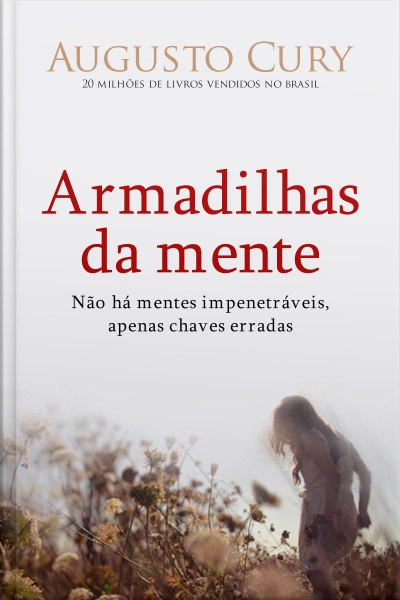 AUGUSTO CURY
20 MILHÕES DE LIVROS VENDIDOS NO BRASIL
Armadilhas
da mente
Não há mentes impenetráveis,
apenas chaves erradas